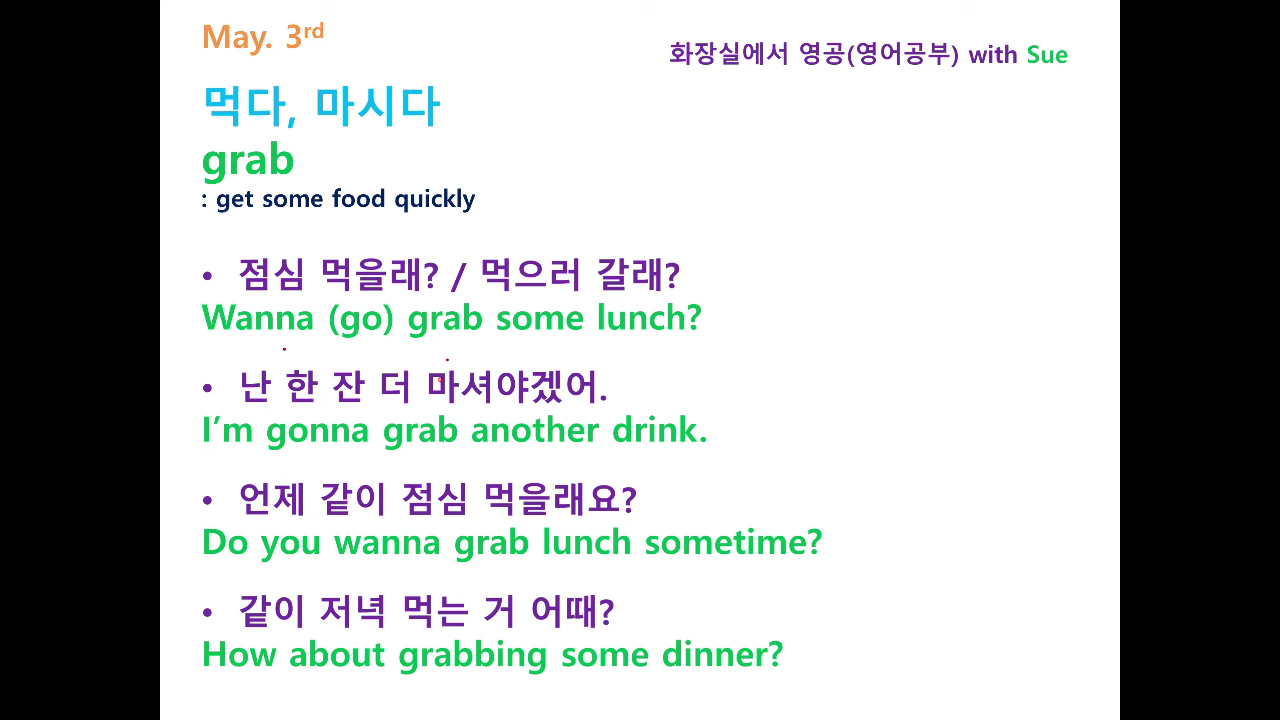 May. 3rd
화장실에서 영공(영어공부) with Sue
먹다, 마시다
grab
: get some food quickly
• 점심 먹을래? / 먹으러 갈래?
Wanna (go) grab some lunch?
• 난 한 잔 더 마셔야겠어.
I'm gonna grab another drink.
• 언제 같이 점심 먹을래요?
Do you wanna grab lunch sometime?
• 같이 저녁 먹는 거 어때?
How about grabbing some dinner?